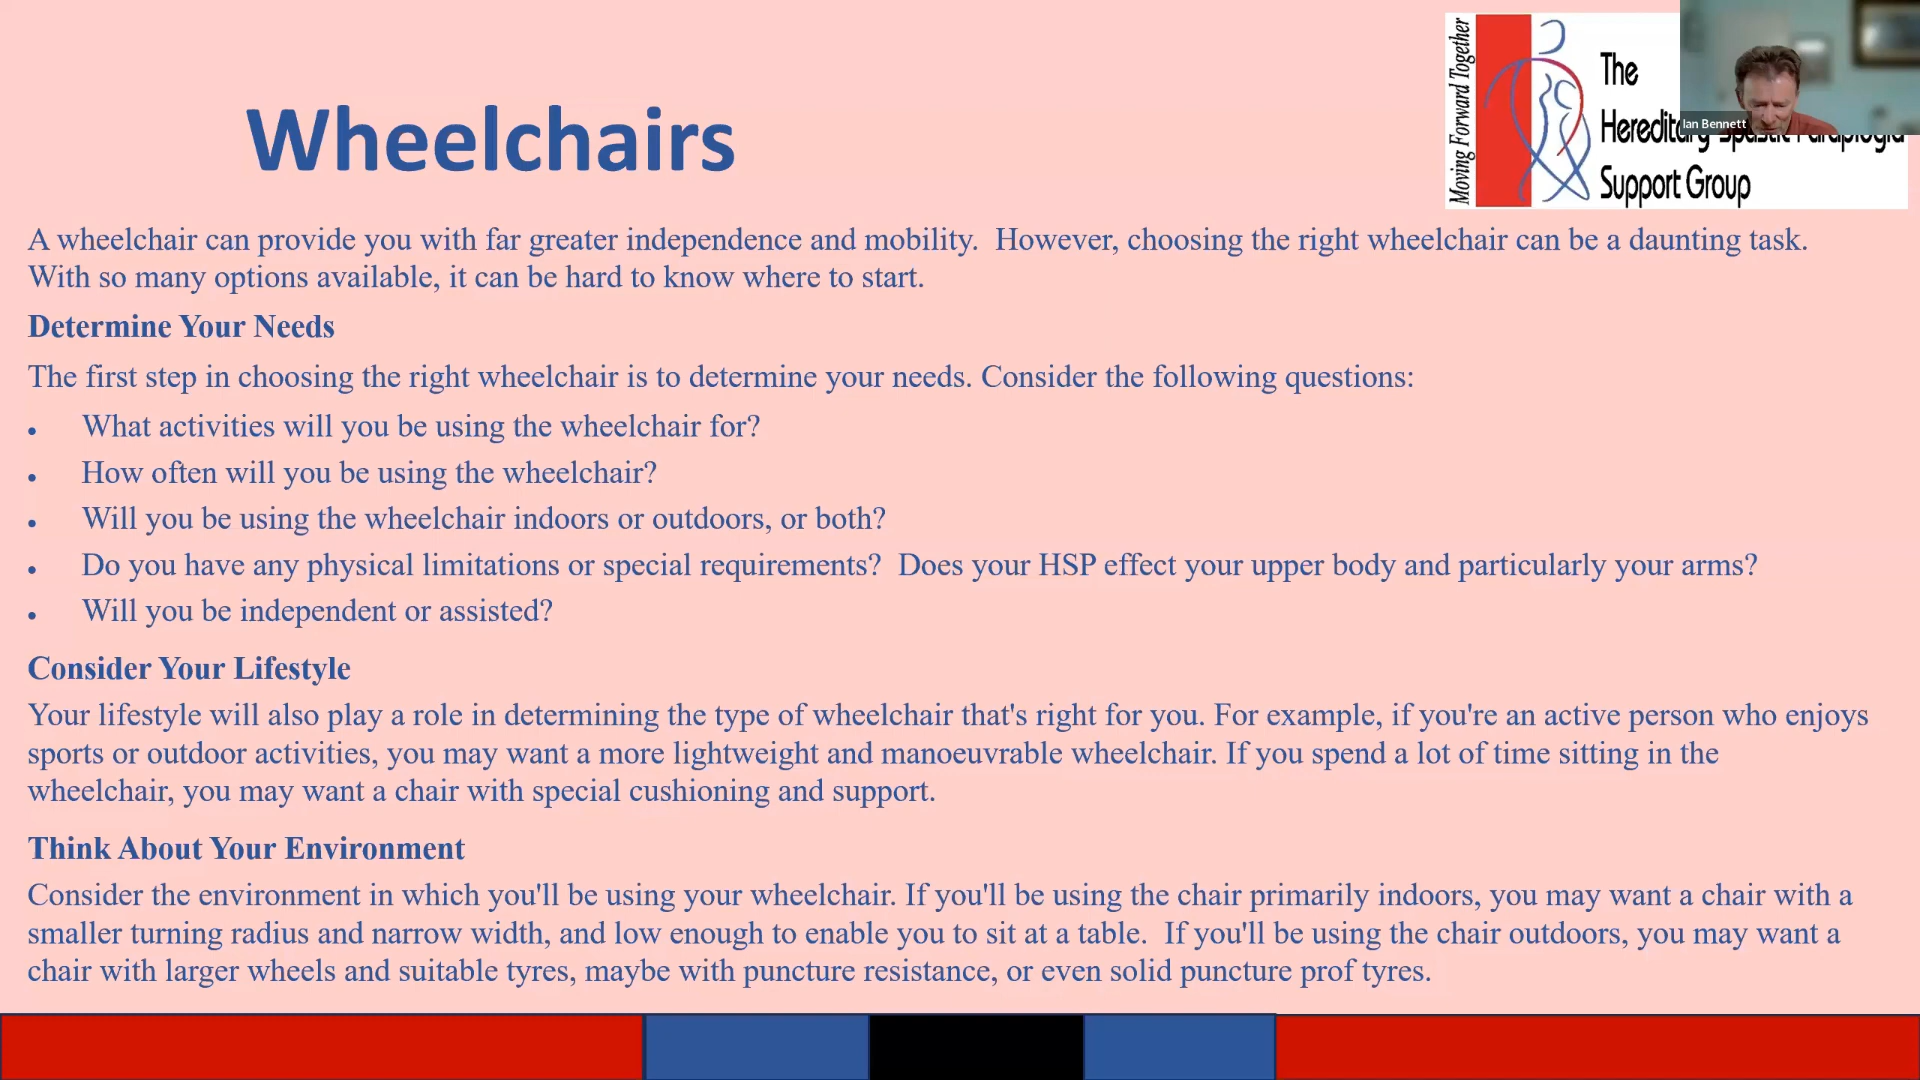 Wheelchairs
Moving Forward Together
The
Support Group
Ian Bennett
A wheelchair can provide you with far greater independence and mobility.  However, choosing the right wheelchair can be a daunting task.
With so many options available, it can be hard to know where to start.
Determine Your Needs
The first step in choosing the right wheelchair is to determine your needs. Consider the following questions:
• What activities will you be using the wheelchair for?
• How often will you be using the wheelchair?
• Will you be using the wheelchair indoors or outdoors, or both?
• Do you have any physical limitations or special requirements?  Does your HSP effect your upper body and particularly your arms?
• Will you be independent or assisted?
Consider Your Lifestyle
Your lifestyle will also play a role in determining the type of wheelchair that's right for you. For example, if you're an active person who enjoys
sports or outdoor activities, you may want a more lightweight and manoeuvrable wheelchair. If you spend a lot of time sitting in the
wheelchair, you may want a chair with special cushioning and support.
Think About Your Environment
Consider the environment in which you'll be using your wheelchair. If you'll be using the chair primarily indoors, you may want a chair with a
smaller turning radius and narrow width, and low enough to enable you to sit at a table.  If you'll be using the chair outdoors, you may want a
chair with larger wheels and suitable tyres, maybe with puncture resistance, or even solid puncture prof tyres.